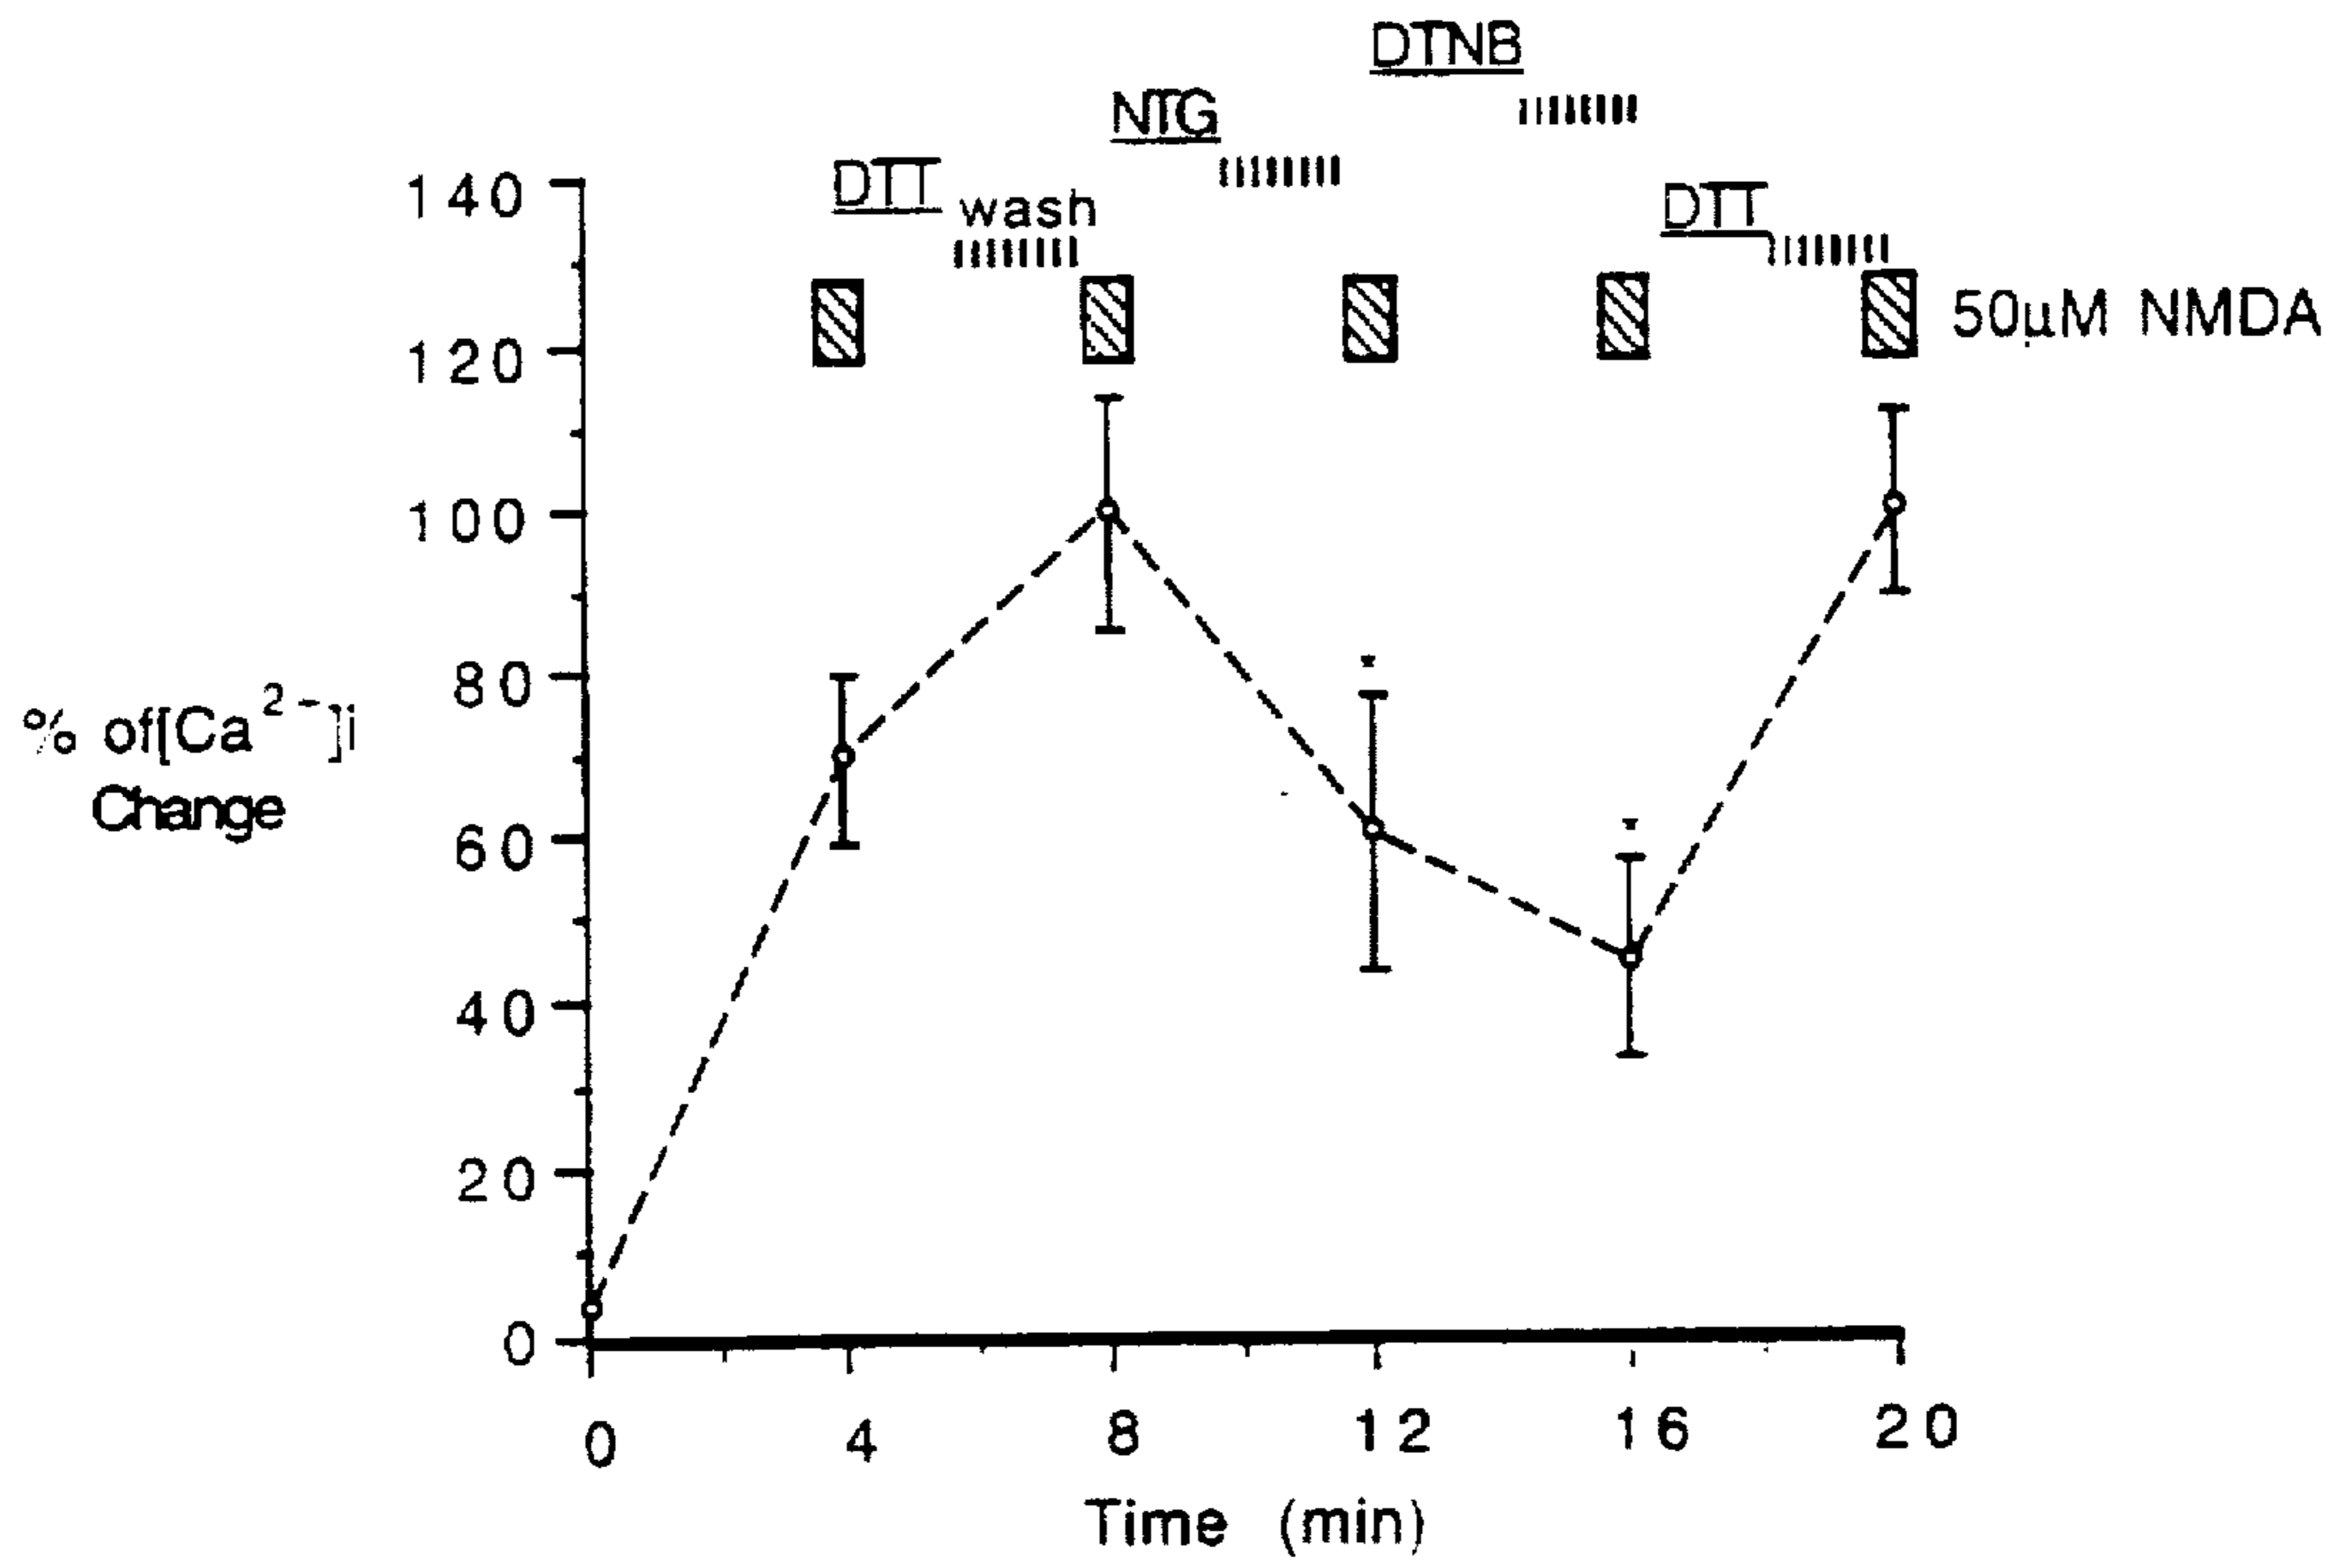 DTNB
NTG
DTT
wash
DTT
50µM NMDA
140
120
100
80
60
40
20
0
% of[Ca2-]i
Change
0 4 8 12 16 20
Time (min)